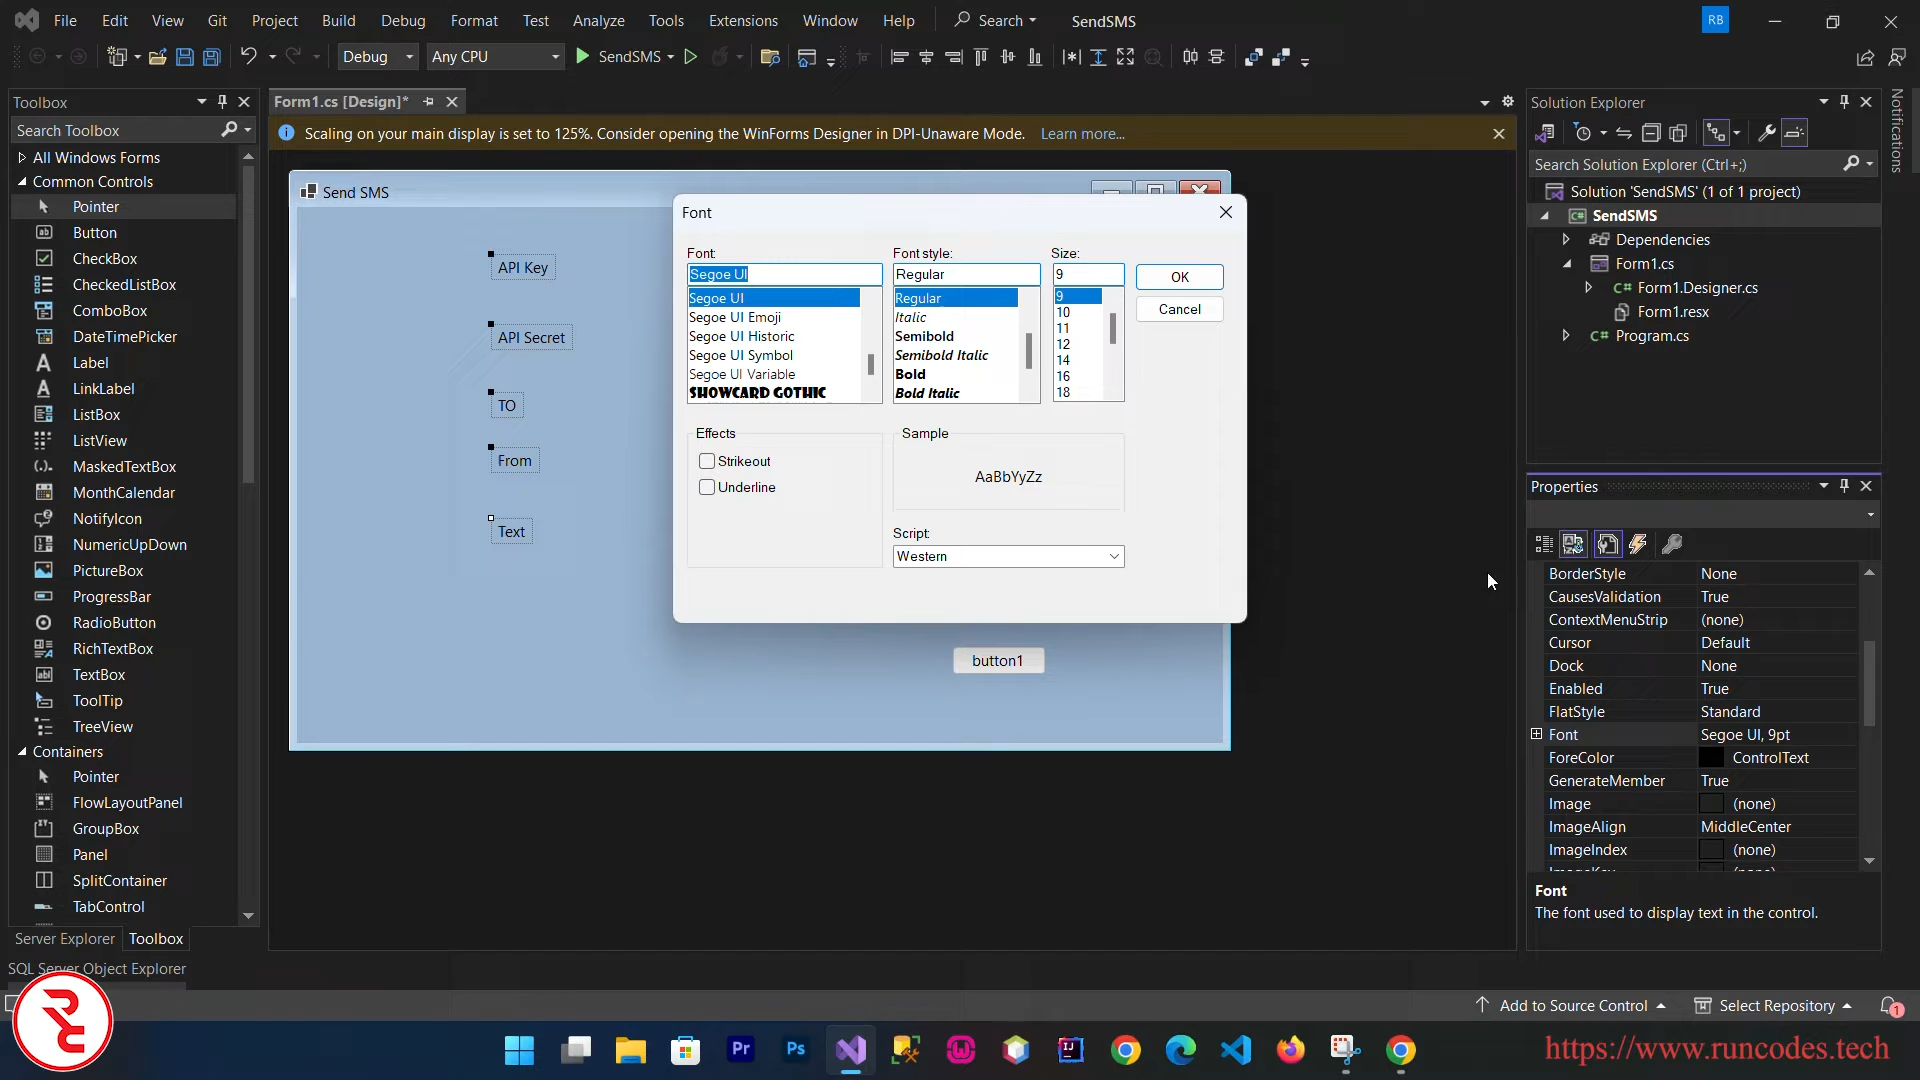 File Edit View Git Project Build Debug Format Test Analyze Tools Extensions Window Help Search SendSMS RB
Debug Any CPU SendSMS
Toolbox
Search Toolbox
All Windows Forms
Common Controls
Pointer
Button
CheckBox
CheckedListBox
ComboBox
DateTimePicker
Label
LinkLabel
ListBox
ListView
MaskedTextBox
MonthCalendar
NotifyIcon
NumericUpDown
PictureBox
ProgressBar
RadioButton
RichTextBox
TextBox
ToolTip
TreeView
Containers
Pointer
FlowLayoutPanel
GroupBox
Panel
SplitContainer
TabControl
Server Explorer Toolbox
SQL Server Object Explorer
Form1.cs [Design]*
Scaling on your main display is set to 125%. Consider opening the WinForms Designer in DPI-Unaware Mode. Learn more...
Send SMS
API Key
API Secret
TO
From
Text
button1
Font
Font: Font style: Size:
Segoe UI Regular 9
Segoe UI
Segoe UI Emoji
Segoe UI Historic
Segoe UI Symbol
Segoe UI Variable
SHOWCARD GOTHIC
Regular
Italic
Semibold
Semibold Italic
Bold
Bold Italic
9
10
11
12
14
16
18
OK
Cancel
Effects
Strikeout
Underline
Sample
AaBbYyZz
Script:
Western
Solution Explorer
Search Solution Explorer (Ctrl+;)
Solution 'SendSMS' (1 of 1 project)
SendSMS
Dependencies
Form1.cs
Form1.Designer.cs
Form1.resx
Program.cs
Notifications
Properties
BorderStyle None
CausesValidation True
ContextMenuStrip (none)
Cursor Default
Dock None
Enabled True
FlatStyle Standard
Font Segoe UI, 9pt
ForeColor ControlText
GenerateMember True
Image (none)
ImageAlign MiddleCenter
ImageIndex (none)
Font
The font used to display text in the control.
Add to Source Control Select Repository 1
Pr Ps IJ
https://www.runcodes.tech